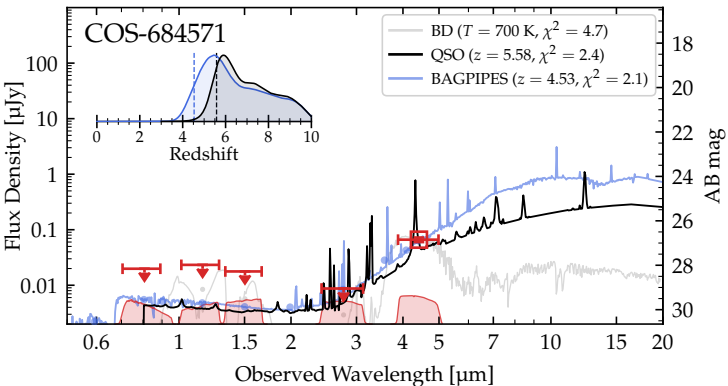 COS-684571
BD (T = 700 K, χ² = 4.7)
QSO (z = 5.58, χ² = 2.4)
BAGPIPES (z = 4.53, χ² = 2.1)
0 2 4 6 8 10
Redshift
Flux Density [μJy]
100
10
1
0.1
0.01
AB mag
18
20
22
24
26
28
30
0.6 1 1.5 2 3 4 5 10 15 20
Observed Wavelength [μm]